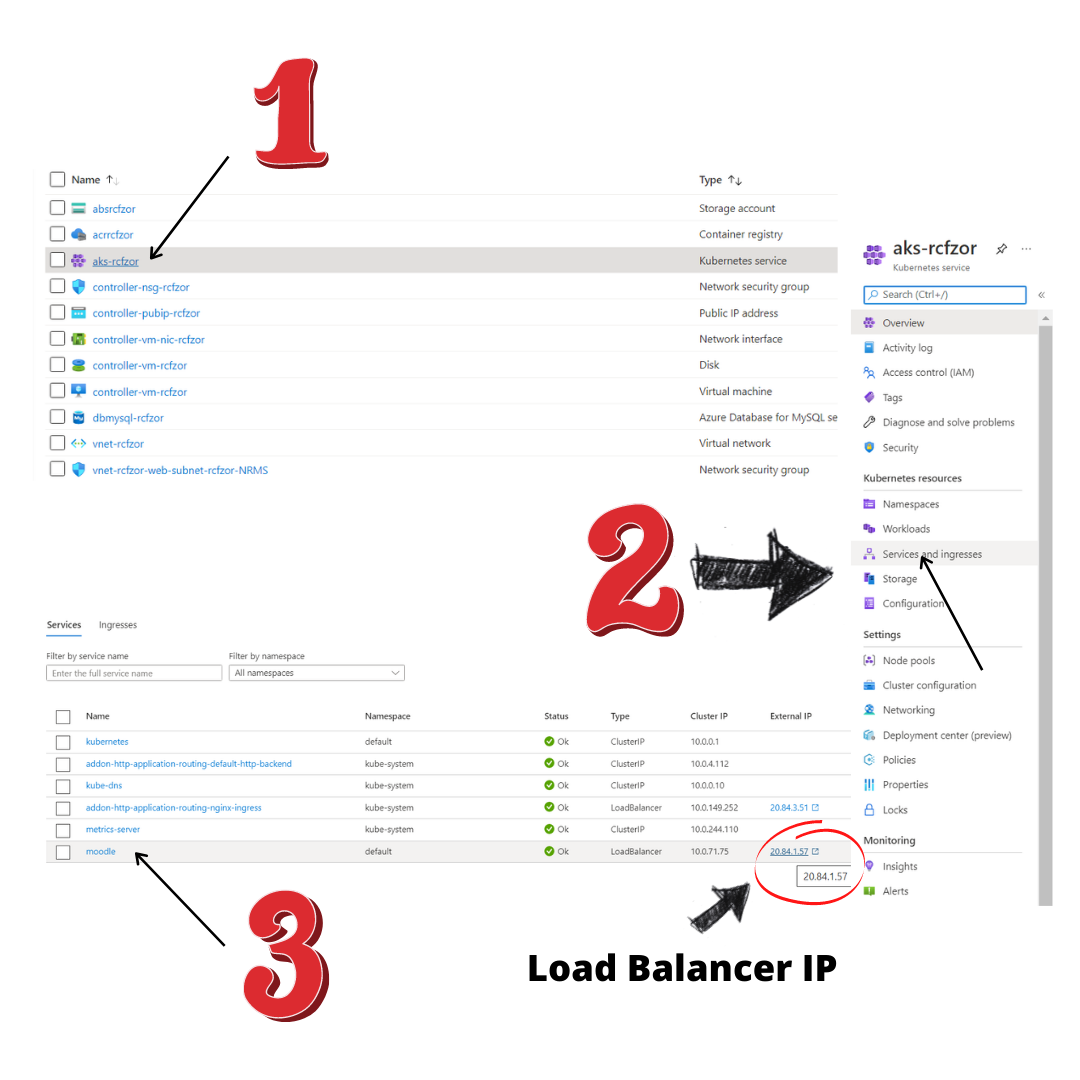 1
Name ↑↓ Type ↑↓
absrcfzor Storage account
acrrcfzor Container registry
aks-rcfzor Kubernetes service
controller-nsg-rcfzor Network security group
controller-pubip-rcfzor Public IP address
controller-vm-nic-rcfzor Network interface
controller-vm-rcfzor Disk
controller-vm-rcfzor Virtual machine
dbmysql-rcfzor Azure Database for MySQL se
vnet-rcfzor Virtual network
vnet-rcfzor-web-subnet-rcfzor-NRMS Network security group
aks-rcfzor
Kubernetes service
Search (Ctrl+/)
Overview
Activity log
Access control (IAM)
Tags
Diagnose and solve problems
Security
Kubernetes resources
Namespaces
Workloads
Services and ingresses
Storage
Configuration
Settings
Node pools
Cluster configuration
Networking
Deployment center (preview)
Policies
Properties
Locks
Monitoring
Insights
Alerts
2
Services Ingresses
Filter by service name Filter by namespace
Enter the full service name All namespaces
Name Namespace Status Type Cluster IP External IP
kubernetes default Ok ClusterIP 10.0.0.1
addon-http-application-routing-default-http-backend kube-system Ok ClusterIP 10.0.4.112
kube-dns kube-system Ok ClusterIP 10.0.0.10
addon-http-application-routing-nginx-ingress kube-system Ok LoadBalancer 10.0.149.252 20.84.3.51
metrics-server kube-system Ok ClusterIP 10.0.244.110
moodle default Ok LoadBalancer 10.0.71.75 20.84.1.57
20.84.1.57
3
Load Balancer IP